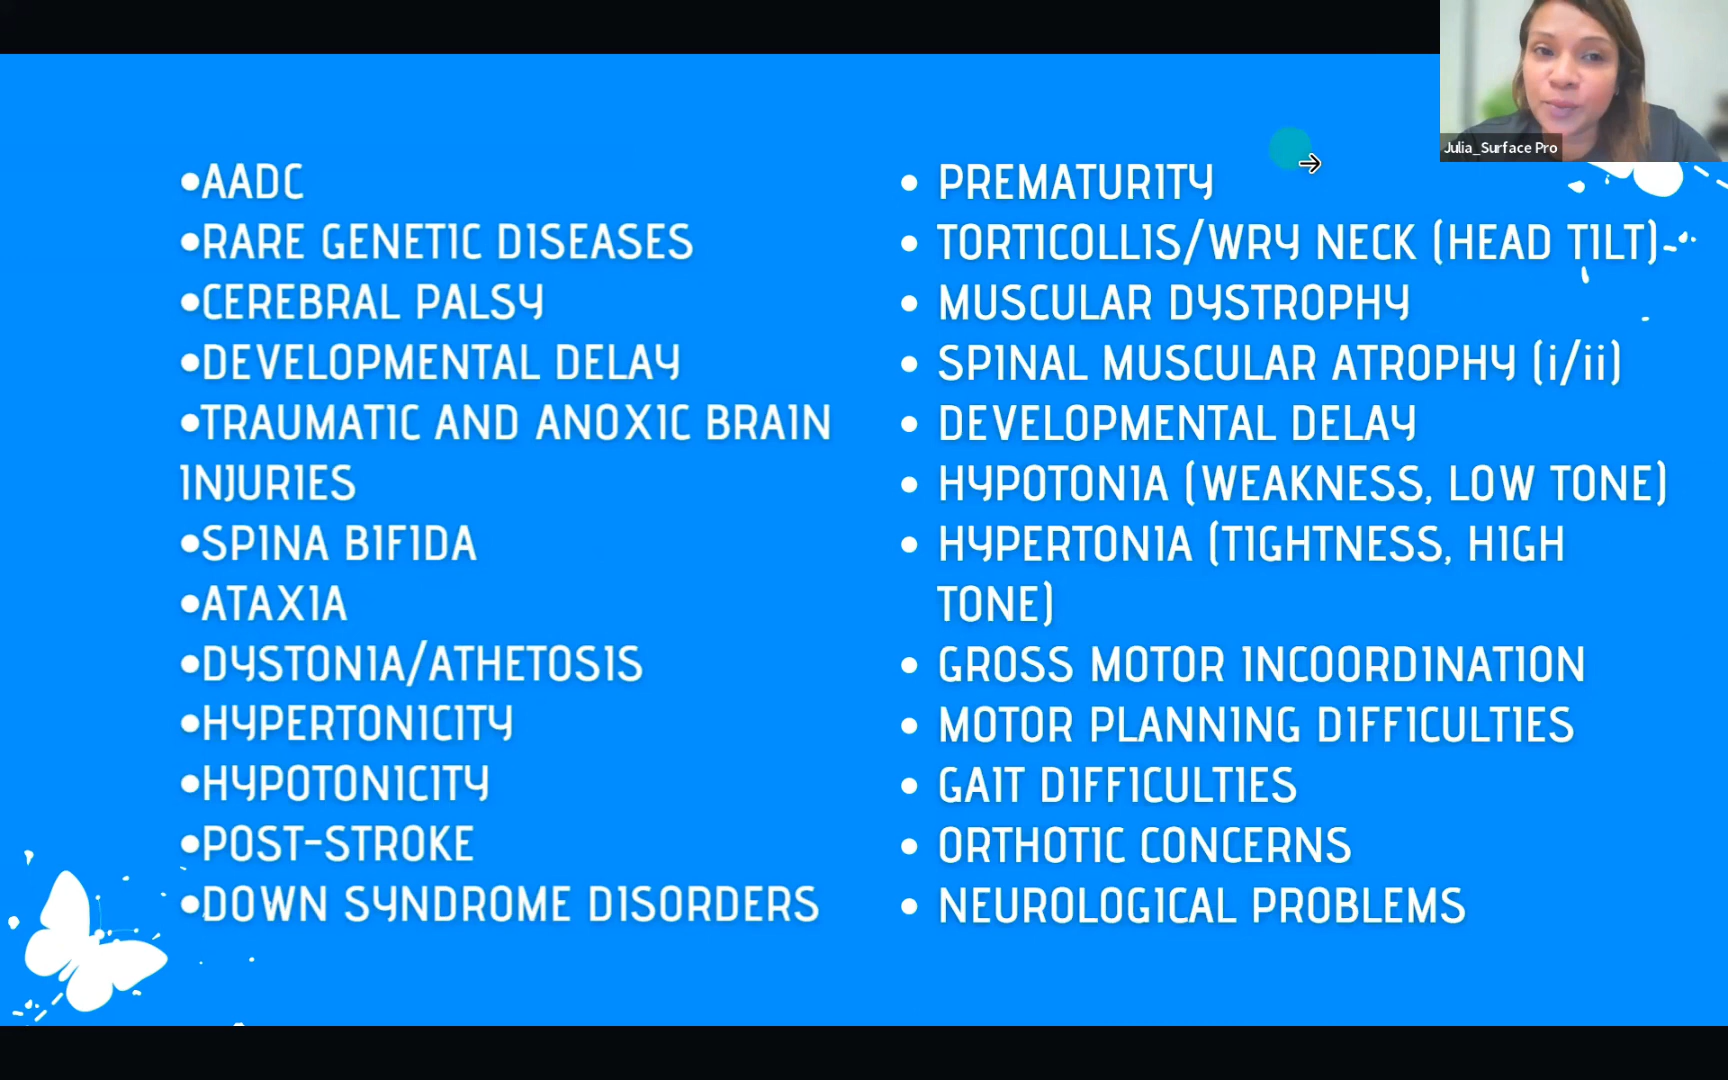 •AADC
•RARE GENETIC DISEASES
•CEREBRAL PALSY
•DEVELOPMENTAL DELAY
•TRAUMATIC AND ANOXIC BRAIN
INJURIES
•SPINA BIFIDA
•ATAXIA
•DYSTONIA/ATHETOSIS
•HYPERTONICITY
•HYPOTONICITY
•POST-STROKE
•DOWN SYNDROME DISORDERS
• PREMATURITY
• TORTICOLLIS/WRY NECK (HEAD TILT)
• MUSCULAR DYSTROPHY
• SPINAL MUSCULAR ATROPHY (i/ii)
• DEVELOPMENTAL DELAY
• HYPOTONIA (WEAKNESS, LOW TONE)
• HYPERTONIA (TIGHTNESS, HIGH
TONE)
• GROSS MOTOR INCOORDINATION
• MOTOR PLANNING DIFFICULTIES
• GAIT DIFFICULTIES
• ORTHOTIC CONCERNS
• NEUROLOGICAL PROBLEMS
Julia_Surface Pro